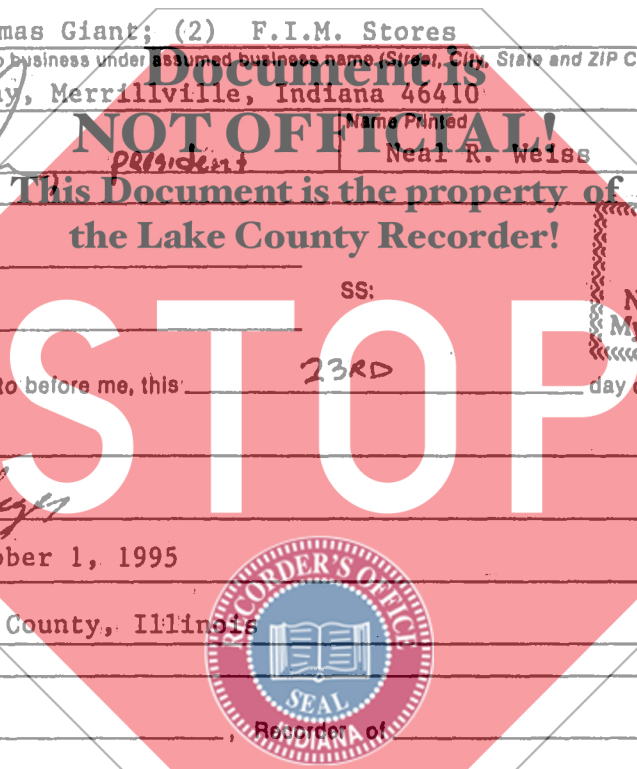 mas Giant; (2) F.I.M. Stores
business under assumed business name (Street, City, State and ZIP C
Document is
y, Merrillville, Indiana 46410
NOT OFFICIAL!
Name Printed
president
Neal R. Weiss
This Document is the property of
the Lake County Recorder!
SS:
N
My
STOP
to before me, this 23RD day o
ober 1, 1995
County, Illinois
RECORDER'S OFFICE
SEAL
INDIANA
, Recorder of